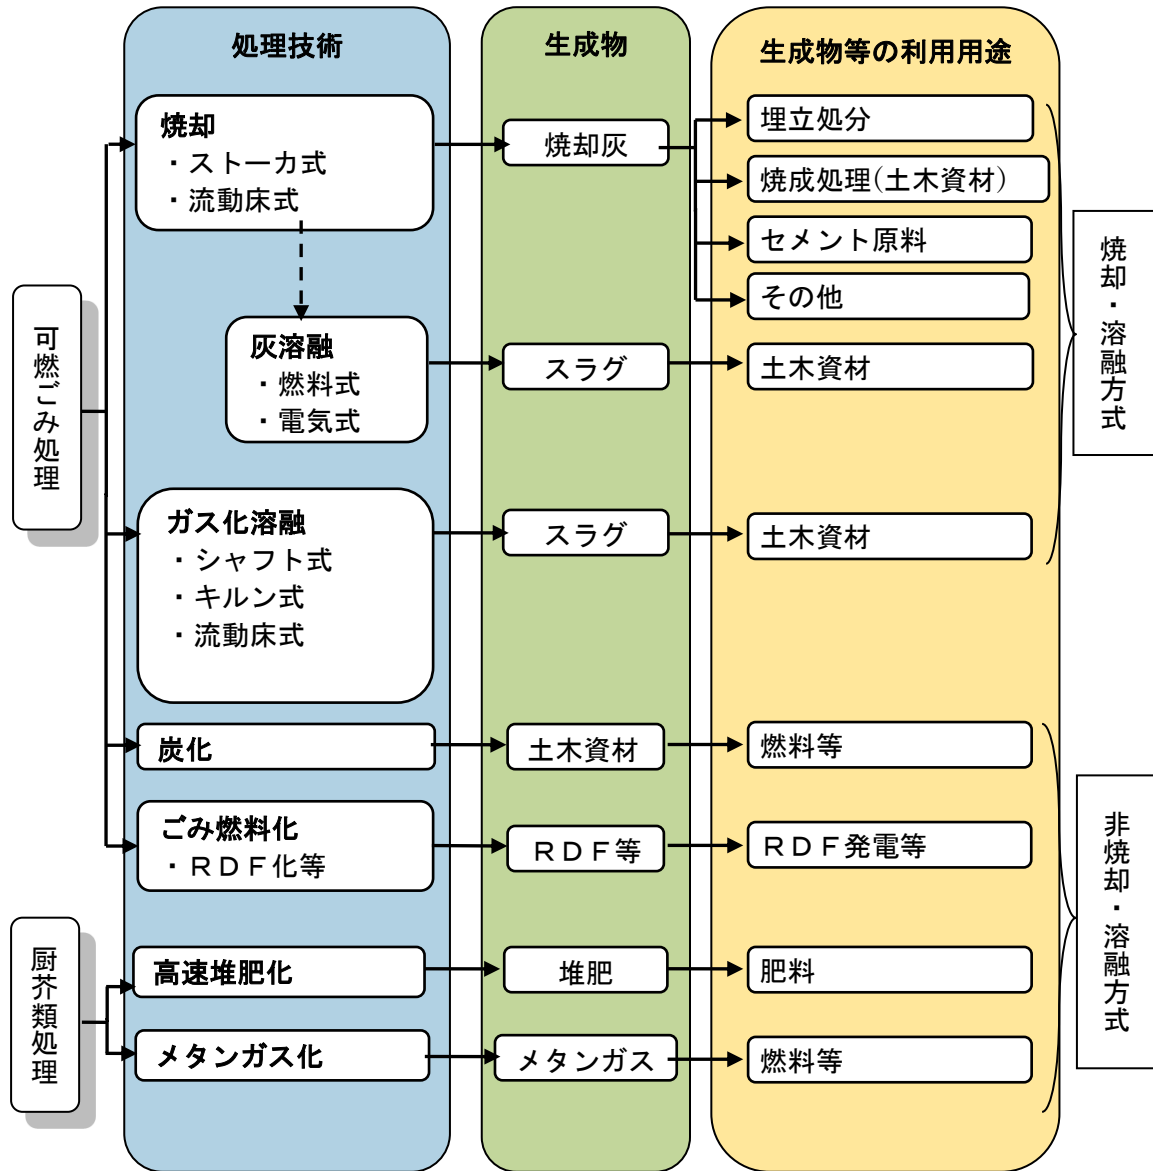 処理技術
生成物
生成物等の利用用途
可燃ごみ処理
焼却
・ストーカ式
・流動床式
焼却灰
埋立処分
焼成処理(土木資材)
セメント原料
その他
灰溶融
・燃料式
・電気式
スラグ
土木資材
ガス化溶融
・シャフト式
・キルン式
・流動床式
スラグ
土木資材
焼却・溶融方式
炭化
土木資材
燃料等
ごみ燃料化
・ＲＤＦ化等
ＲＤＦ等
ＲＤＦ発電等
厨芥類処理
高速堆肥化
堆肥
肥料
メタンガス化
メタンガス
燃料等
非焼却・溶融方式